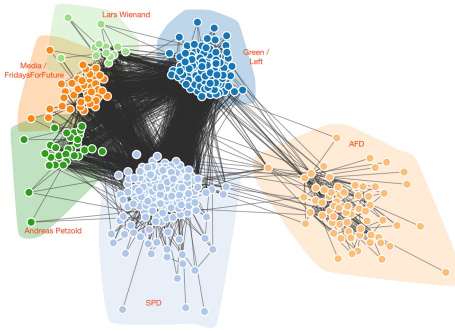 Lars Wienand
Green /
Left
Media /
FridaysForFuture
AFD
Andreas Petzold
SPD